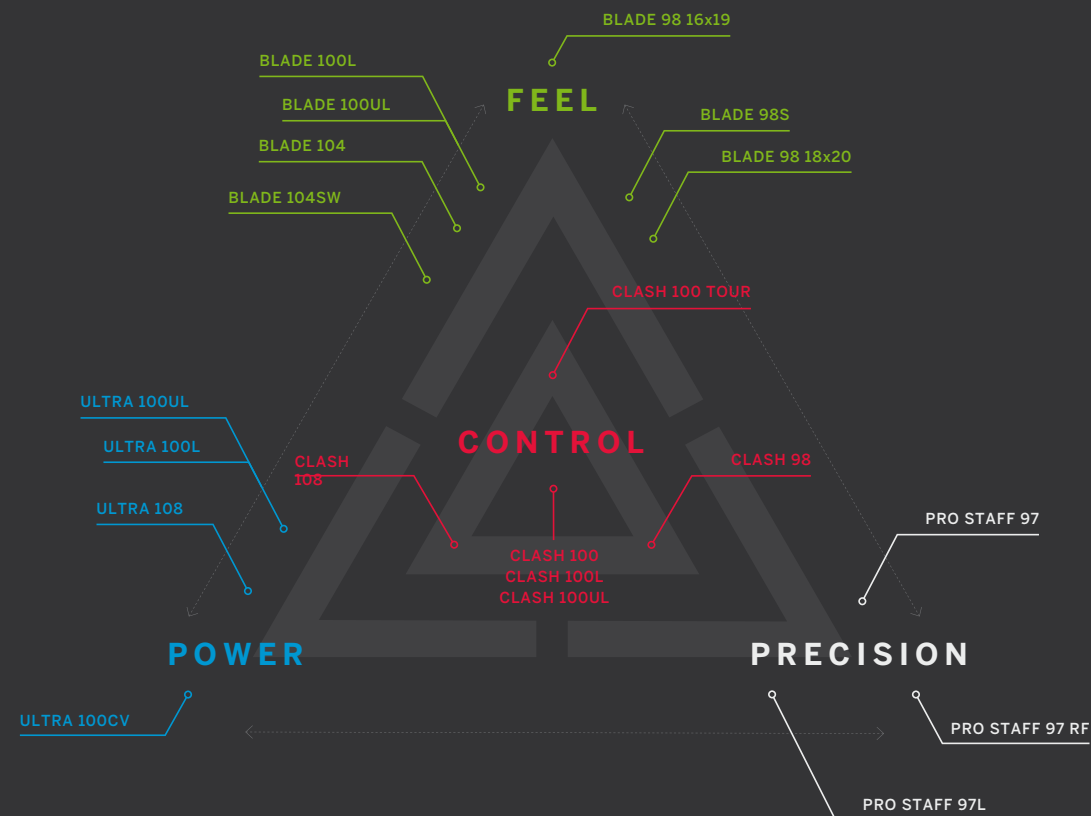 BLADE 98 16x19
BLADE 100L
FEEL
BLADE 100UL
BLADE 98S
BLADE 104
BLADE 98 18x20
BLADE 104SW
CLASH 100 TOUR
ULTRA 100UL
CONTROL
ULTRA 100L
CLASH
108
CLASH 98
ULTRA 108
PRO STAFF 97
CLASH 100
CLASH 100L
CLASH 100UL
POWER
PRECISION
ULTRA 100CV
PRO STAFF 97 RF
PRO STAFF 97L